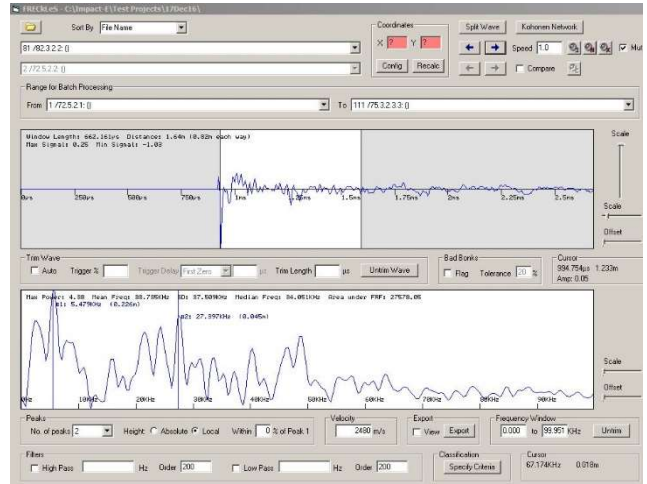 FRECkLeS - C:\Impact-E\Test Projects\17Dec16\
Sort By File Name
81 /82.3.2.2: ()
2 /72.5.2.2: ()
Coordinates
X ? Y ?
Config Recalc
Split Wave Kohonen Network
Speed 1.0
Compare
Range for Batch Processing
From 1 /72.5.2.1: () To 111 /75.3.2.3.3: ()
Window Length: 662.161µs Distance: 1.64m (0.82m each way)
Max Signal: 0.25 Min Signal: -1.03
0µs 250µs 500µs 750µs 1ms 1.25ms 1.5ms 1.75ms 2ms 2.25ms 2.5ms
Scale
Scale
Offset
Trim Wave
Auto Trigger % Trigger Delay First Zero µs Trim Length µs Untrim Wave
Bad Bonks
Flag Tolerance 20 %
Cursor
994.754µs 1.233m
Amp: 0.05
Max Power: 4.38 Mean Freq: 38.795KHz SD: 37.509KHz Median Freq: 34.051KHz Area under FRF: 27578.05
5.479KHz (0.226m)
p2: 27.397KHz (0.045m)
0Hz 10KHz 20KHz 30KHz 40KHz 50KHz 60KHz 70KHz 80KHz 90KHz
Scale
Offset
Peaks
No. of peaks 2 Height: Absolute Local Within 0 % of Peak 1
Velocity
2480 m/s
Export
View Export
Frequency Window
0.000 to 99.951 KHz Untrim
Filters
High Pass Hz Order 200 Low Pass Hz Order 200
Classification
Specify Criteria
Cursor
67.174KHz 0.018m